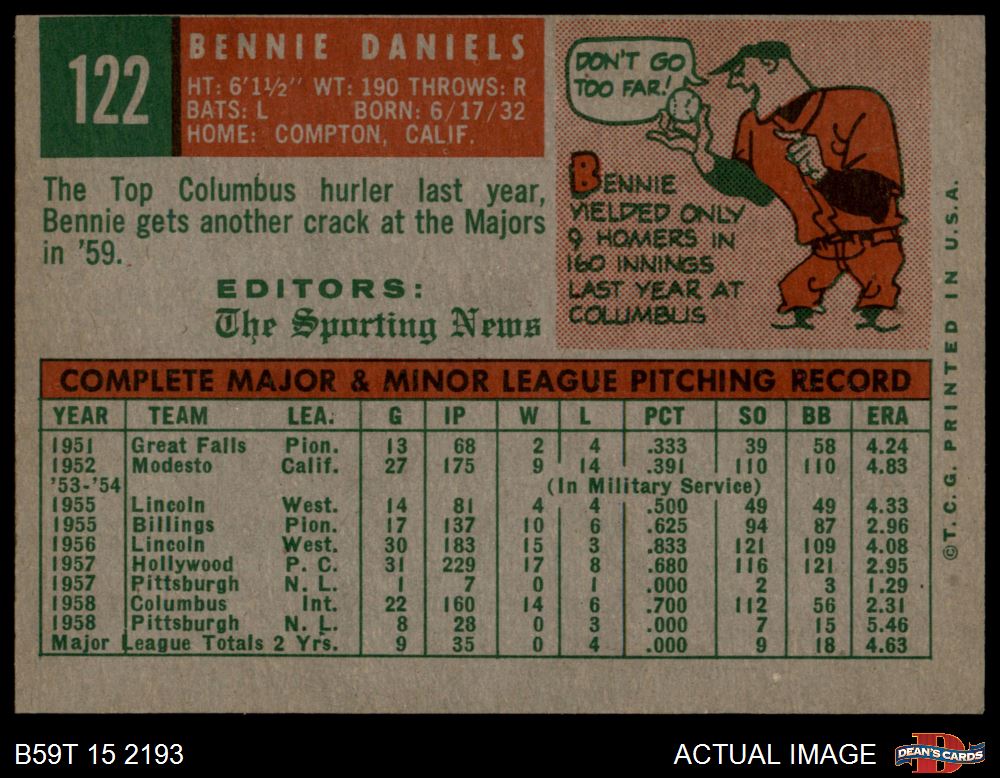 122
BENNIE DANIELS
HT: 6'1½" WT: 190 THROWS: R
BATS: L BORN: 6/17/32
HOME: COMPTON, CALIF.
DON'T GO
TOO FAR!
BENNIE
YIELDED ONLY
9 HOMERS IN
160 INNINGS
LAST YEAR AT
COLUMBUS
The Top Columbus hurler last year,
Bennie gets another crack at the Majors
in '59.
EDITORS:
The Sporting News
COMPLETE MAJOR & MINOR LEAGUE PITCHING RECORD
YEAR TEAM LEA. G IP W L PCT SO BB ERA
1951 Great Falls Pion. 13 68 2 4 .333 39 58 4.24
1952 Modesto Calif. 27 175 9 14 .391 110 110 4.83
'53-'54 (In Military Service)
1955 Lincoln West. 14 81 4 4 .500 49 49 4.33
1955 Billings Pion. 17 137 10 6 .625 94 87 2.96
1956 Lincoln West. 30 183 15 3 .833 121 109 4.08
1957 Hollywood P. C. 31 229 17 8 .680 116 121 2.95
1957 Pittsburgh N. L. 1 7 0 1 .000 2 3 1.29
1958 Columbus Int. 22 160 14 6 .700 112 56 2.31
1958 Pittsburgh N. L. 8 28 0 3 .000 7 15 5.46
Major League Totals 2 Yrs. 9 35 0 4 .000 9 18 4.63
©T. C. G. PRINTED IN U.S.A.
B59T 15 2193
ACTUAL IMAGE
DEAN'S CARDS